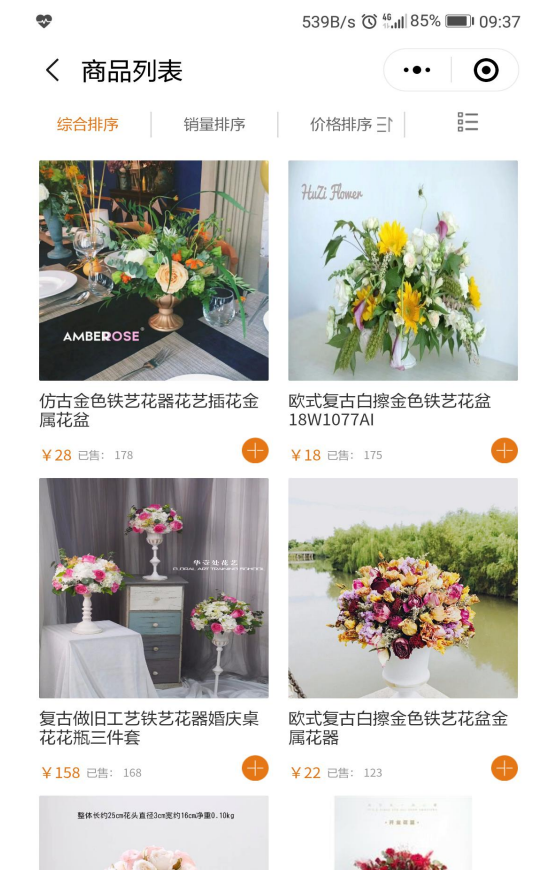 539B/s 4G 85% 09:37
商品列表
综合排序 销量排序 价格排序
HuZi Flower
AMBEROSE
仿古金色铁艺花器花艺插花金
属花盆
欧式复古白擦金色铁艺花盆
18W1077AI
¥28 已售: 178
¥18 已售: 175
FLORAL ART TRAINING SCHOOL
复古做旧工艺铁艺花器婚庆桌
花花瓶三件套
欧式复古白擦金色铁艺花盆金
属花器
¥158 已售: 168
¥22 已售: 123
整体长约25cm花头直径3cm宽约16cm净重0.10kg